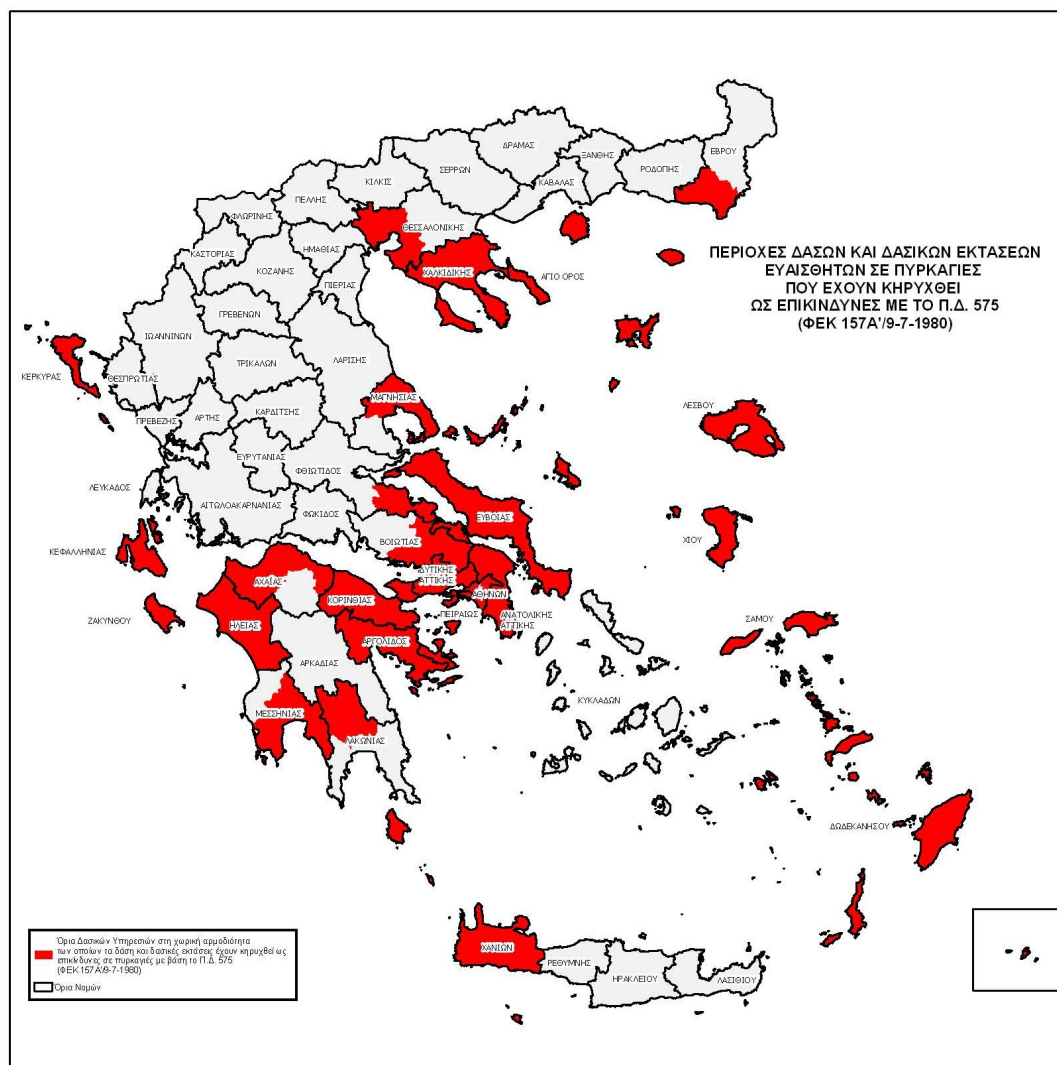 ΔΡΑΜΑΣ
ΞΑΝΘΗΣ
ΕΒΡΟΥ
ΣΕΡΡΩΝ
ΡΟΔΟΠΗΣ
ΚΙΛΚΙΣ
ΚΑΒΑΛΑΣ
ΠΕΛΛΗΣ
ΦΛΩΡΙΝΗΣ
ΘΕΣΣΑΛΟΝΙΚΗΣ
ΗΜΑΘΙΑΣ
ΚΑΣΤΟΡΙΑΣ
ΚΟΖΑΝΗΣ
ΧΑΛΚΙΔΙΚΗΣ
ΑΓΙΟ ΟΡΟΣ
ΠΙΕΡΙΑΣ
ΠΕΡΙΟΧΕΣ ΔΑΣΩΝ ΚΑΙ ΔΑΣΙΚΩΝ ΕΚΤΑΣΕΩΝ
ΕΥΑΙΣΘΗΤΩΝ ΣΕ ΠΥΡΚΑΓΙΕΣ
ΠΟΥ ΕΧΟΥΝ ΚΗΡΥΧΘΕΙ
ΩΣ ΕΠΙΚΙΝΔΥΝΕΣ ΜΕ ΤΟ Π.Δ. 575
(ΦΕΚ 157Α'/9-7-1980)
ΓΡΕΒΕΝΩΝ
ΙΩΑΝΝΙΝΩΝ
ΛΑΡΙΣΗΣ
ΤΡΙΚΑΛΩΝ
ΚΕΡΚΥΡΑΣ
ΘΕΣΠΡΩΤΙΑΣ
ΜΑΓΝΗΣΙΑΣ
ΛΕΣΒΟΥ
ΚΑΡΔΙΤΣΗΣ
ΑΡΤΗΣ
ΠΡΕΒΕΖΗΣ
ΕΥΡΥΤΑΝΙΑΣ
ΦΘΙΩΤΙΔΟΣ
ΛΕΥΚΑΔΟΣ
ΑΙΤΩΛΟΑΚΑΡΝΑΝΙΑΣ
ΦΩΚΙΔΟΣ
ΕΥΒΟΙΑΣ
ΧΙΟΥ
ΒΟΙΩΤΙΑΣ
ΚΕΦΑΛΛΗΝΙΑΣ
ΔΥΤΙΚΗΣ
ΑΤΤΙΚΗΣ
ΑΧΑΪΑΣ
ΑΘΗΝΩΝ
ΚΟΡΙΝΘΙΑΣ
ΖΑΚΥΝΘΟΥ
ΗΛΕΙΑΣ
ΠΕΙΡΑΙΩΣ
ΑΝΑΤΟΛΙΚΗΣ
ΑΤΤΙΚΗΣ
ΣΑΜΟΥ
ΑΡΓΟΛΙΔΟΣ
ΑΡΚΑΔΙΑΣ
ΚΥΚΛΑΔΩΝ
ΜΕΣΣΗΝΙΑΣ
ΛΑΚΩΝΙΑΣ
ΔΩΔΕΚΑΝΗΣΟΥ
ΧΑΝΙΩΝ
ΡΕΘΥΜΝΗΣ
ΗΡΑΚΛΕΙΟΥ
ΛΑΣΙΘΙΟΥ
Όρια Δασικών Υπηρεσιών στη χωρική αρμοδιότητα
των οποίων τα δάση και δασικές εκτάσεις έχουν κηρυχθεί ως
επικίνδυνες σε πυρκαγιές με βάση το Π.Δ. 575
(ΦΕΚ 157Α'/9-7-1980)
Όρια Νομών